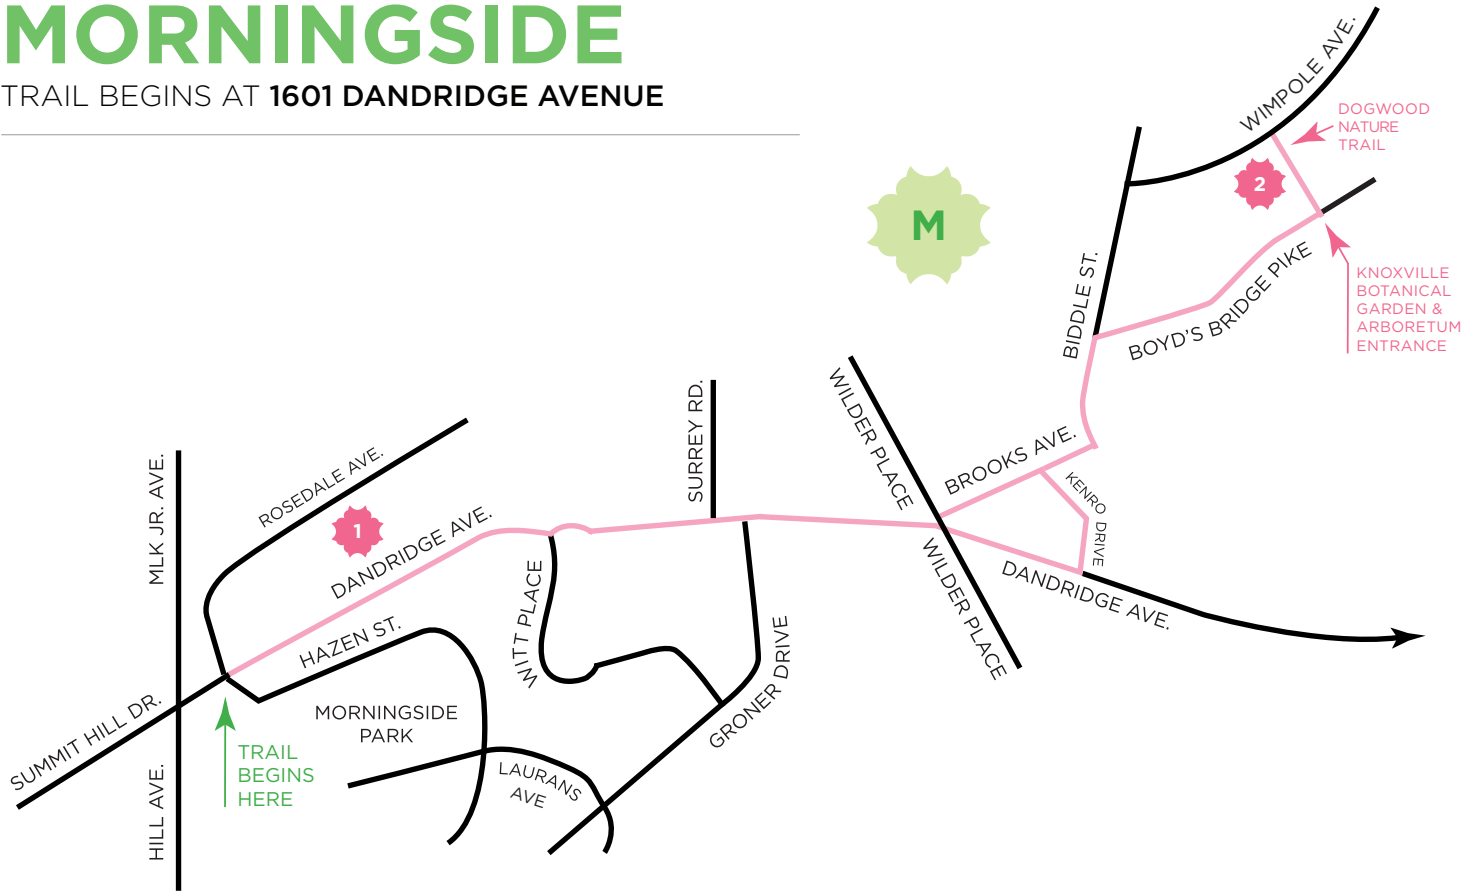 MORNINGSIDE
TRAIL BEGINS AT 1601 DANDRIDGE AVENUE
WIMPOLE AVE.
DOGWOOD
NATURE
TRAIL
2
M
BIDDLE ST.
BOYD'S BRIDGE PIKE
KNOXVILLE
BOTANICAL
GARDEN &
ARBORETUM
ENTRANCE
WILDER PLACE
SURREY RD.
BROOKS AVE.
KENRO DRIVE
MLK JR. AVE.
ROSEDALE AVE.
1
DANDRIDGE AVE.
WITT PLACE
WILDER PLACE
DANDRIDGE AVE.
HAZEN ST.
GRONER DRIVE
SUMMIT HILL DR.
MORNINGSIDE
PARK
TRAIL
BEGINS
HERE
LAURANS
AVE
HILL AVE.